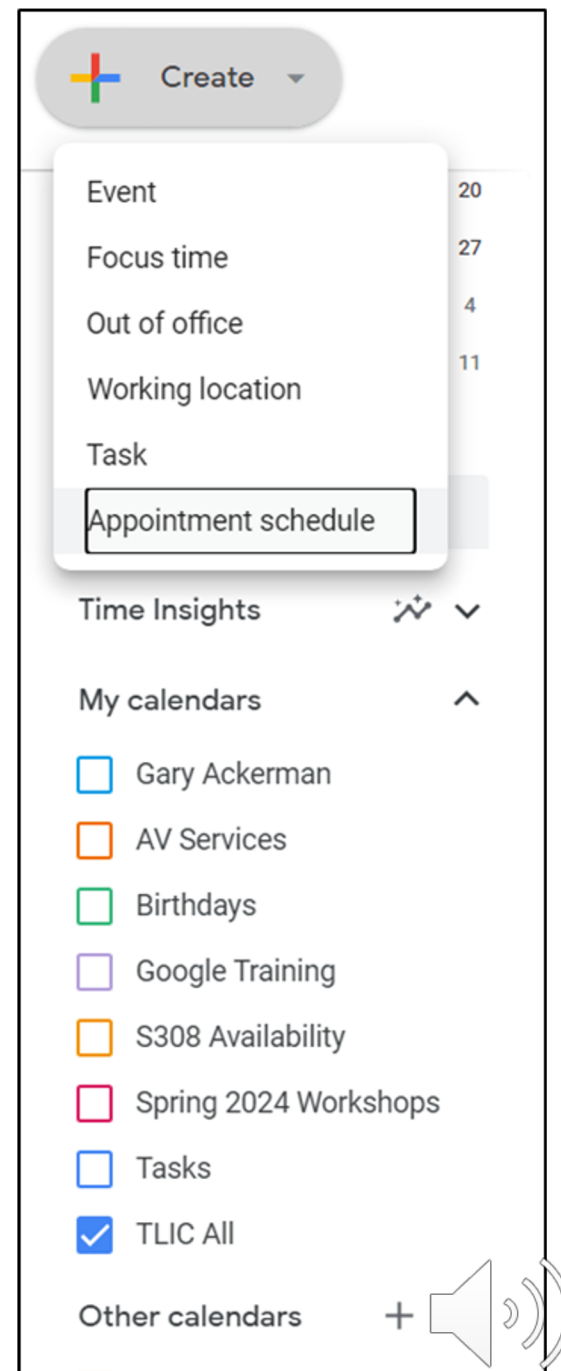 Create
Event
20
Focus time
27
Out of office
4
Working location
11
Task
Appointment schedule
Time Insights
My calendars
Gary Ackerman
AV Services
Birthdays
Google Training
S308 Availability
Spring 2024 Workshops
Tasks
TLIC All
Other calendars